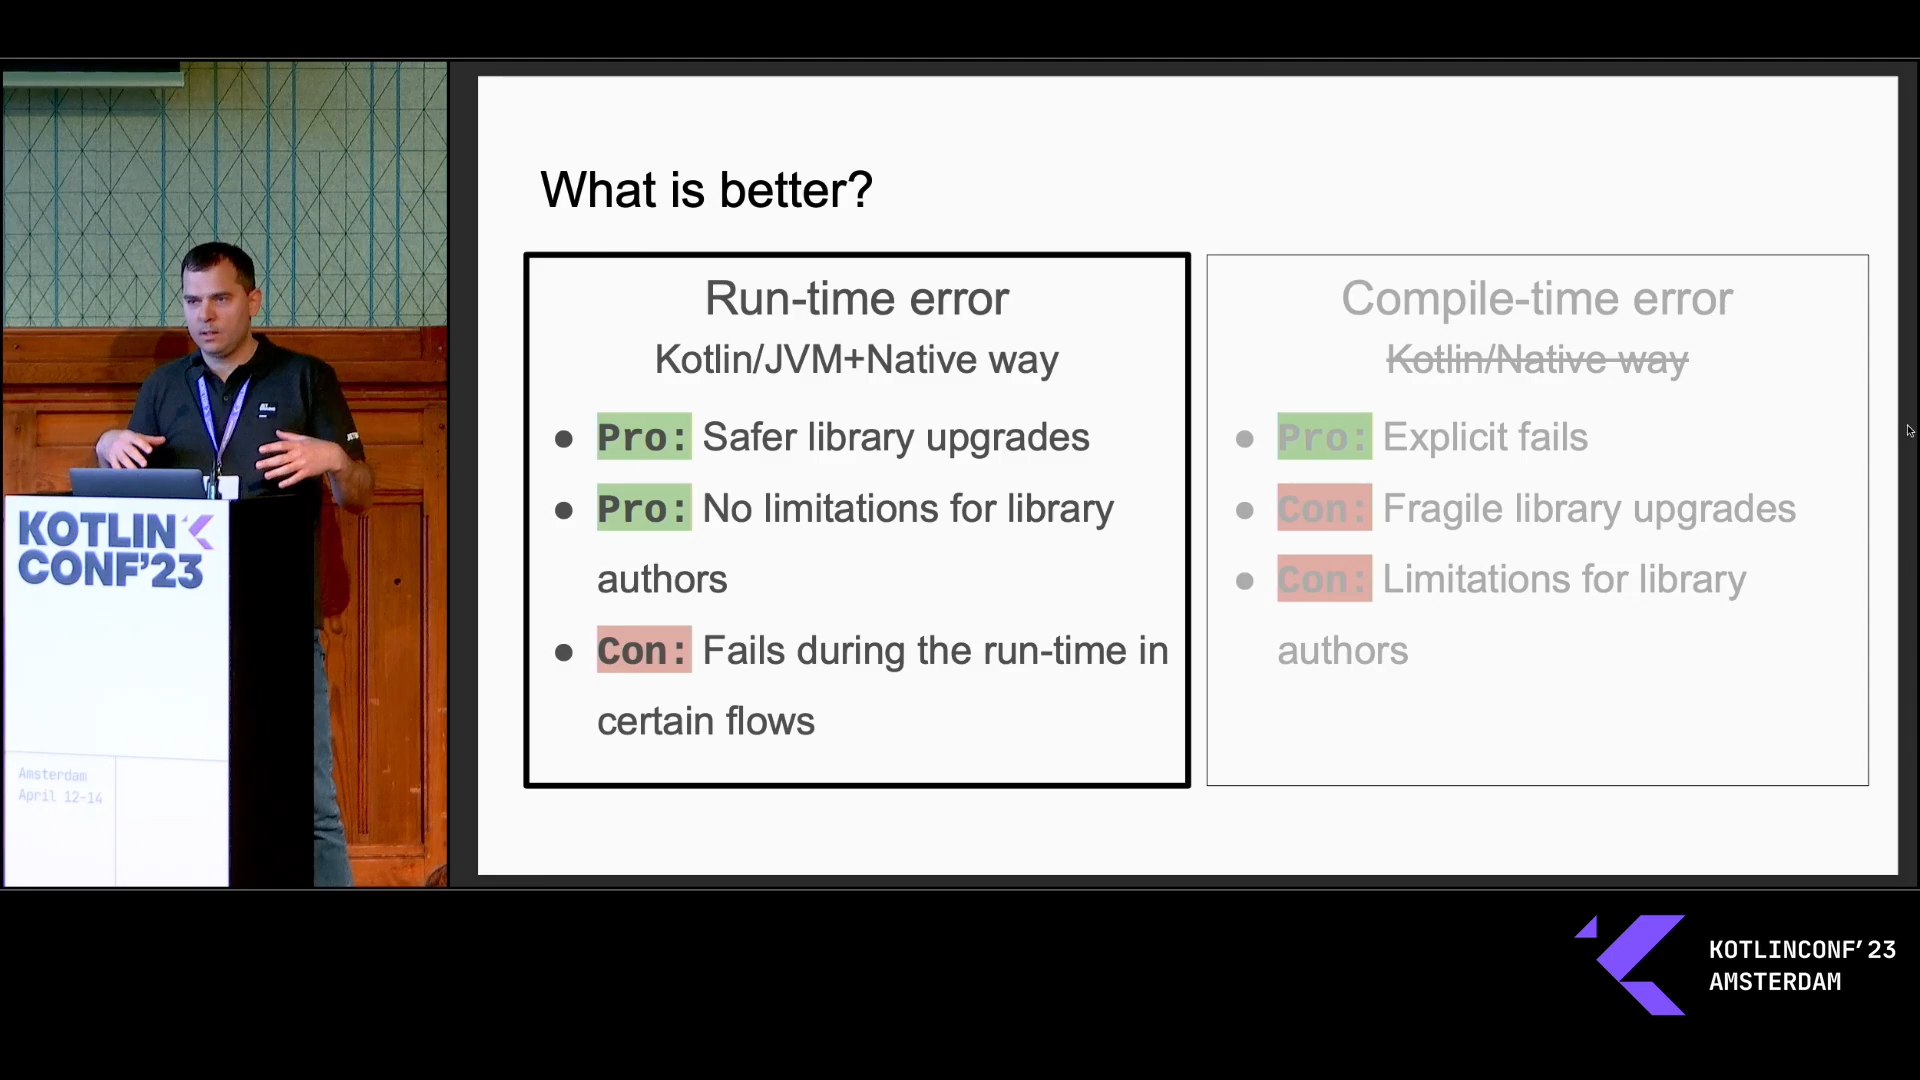 What is better?
Run-time error
Kotlin/JVM+Native way
● Pro: Safer library upgrades
● Pro: No limitations for library
authors
● Con: Fails during the run-time in
certain flows
Compile-time error
Kotlin/Native way
● Pro: Explicit fails
● Con: Fragile library upgrades
● Con: Limitations for library
authors
KOTLIN
CONF'23
Amsterdam
April 12-14
KOTLINCONF'23
AMSTERDAM